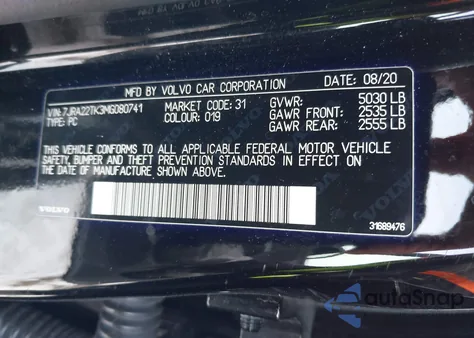 MFD BY VOLVO CAR CORPORATION DATE: 08/20
VIN: 7JRA22TK3MG080741 MARKET CODE: 31 GVWR: 5030 LB
TYPE: PC COLOUR: 019 GAWR FRONT: 2535 LB
GAWR REAR: 2555 LB
THIS VEHICLE CONFORMS TO ALL APPLICABLE FEDERAL MOTOR VEHICLE
SAFETY, BUMPER AND THEFT PREVENTION STANDARDS IN EFFECT ON THE
DATE OF MANUFACTURE SHOWN ABOVE.
VOLVO
31689476
autoSnap